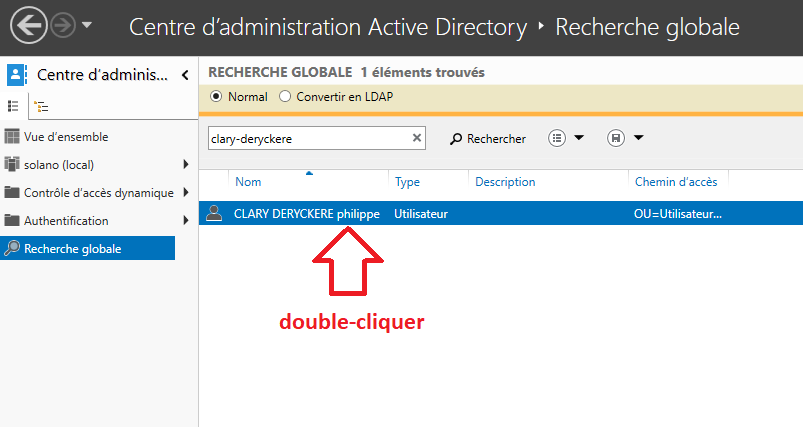 Centre d'administration Active Directory ‣ Recherche globale
Centre d'adminis...
RECHERCHE GLOBALE 1 éléments trouvés
Normal Convertir en LDAP
clary-deryckere Rechercher
Vue d'ensemble
solano (local)
Contrôle d'accès dynamique
Authentification
Recherche globale
Nom Type Description Chemin d'accès
CLARY DERYCKERE philippe Utilisateur OU=Utilisateur...
double-cliquer